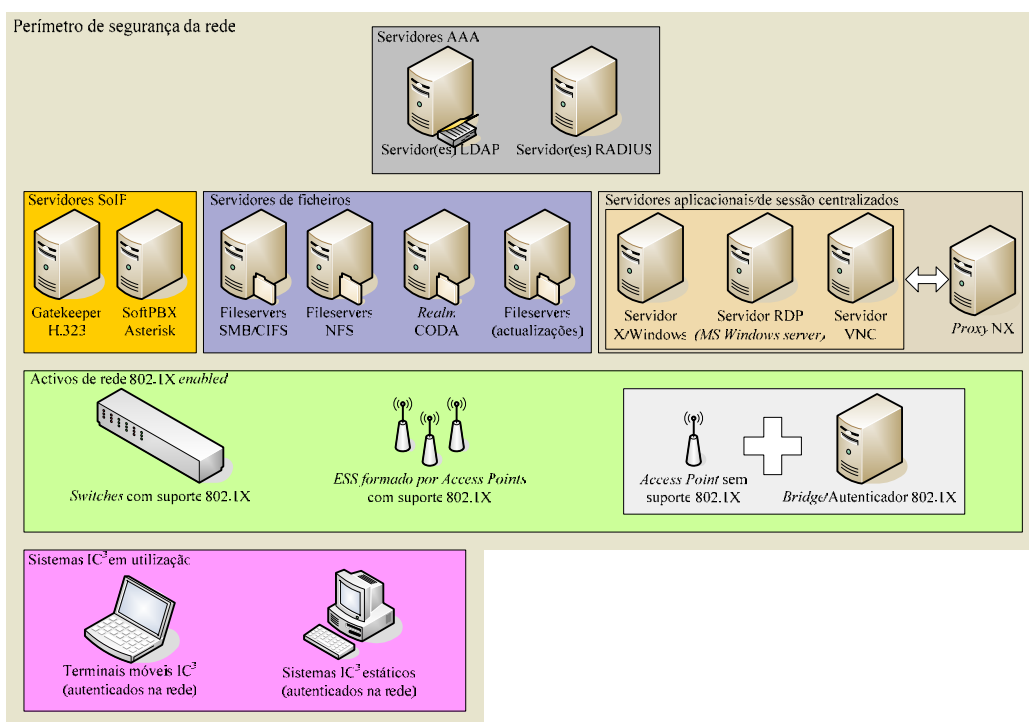 Perímetro de segurança da rede
Servidores AAA
Servidor(es) LDAP
Servidor(es) RADIUS
Servidores SoIP
Gatekeeper
H.323
SoftPBX
Asterisk
Servidores de ficheiros
Fileservers
SMB/CIFS
Fileservers
NFS
Realm
CODA
Fileservers
(actualizações)
Servidores aplicacionais/de sessão centralizados
Servidor
X/Windows
Servidor RDP
(MS Windows server)
Servidor
VNC
Proxy NX
Activos de rede 802.1X enabled
Switches com suporte 802.1X
ESS formado por Access Points
com suporte 802.1X
Access Point sem
suporte 802.1X
Bridge/Autenticador 802.1X
Sistemas IC³ em utilização
Terminais móveis IC³
(autenticados na rede)
Sistemas IC³ estáticos
(autenticados na rede)